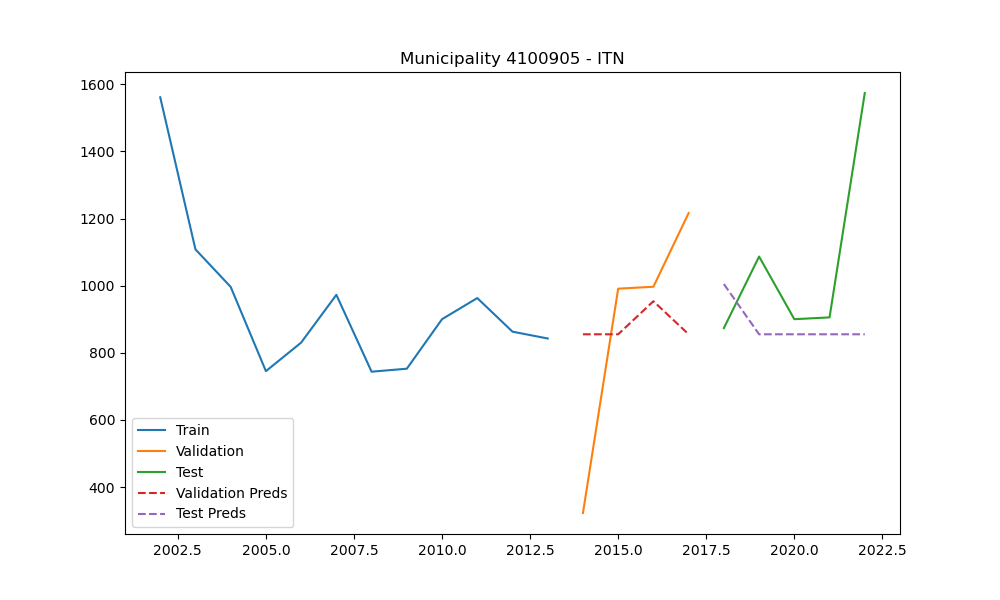 Municipality 4100905 - ITN
1600
1400
1200
1000
800
600
400
Train
Validation
Test
Validation Preds
Test Preds
2002.5 2005.0 2007.5 2010.0 2012.5 2015.0 2017.5 2020.0 2022.5